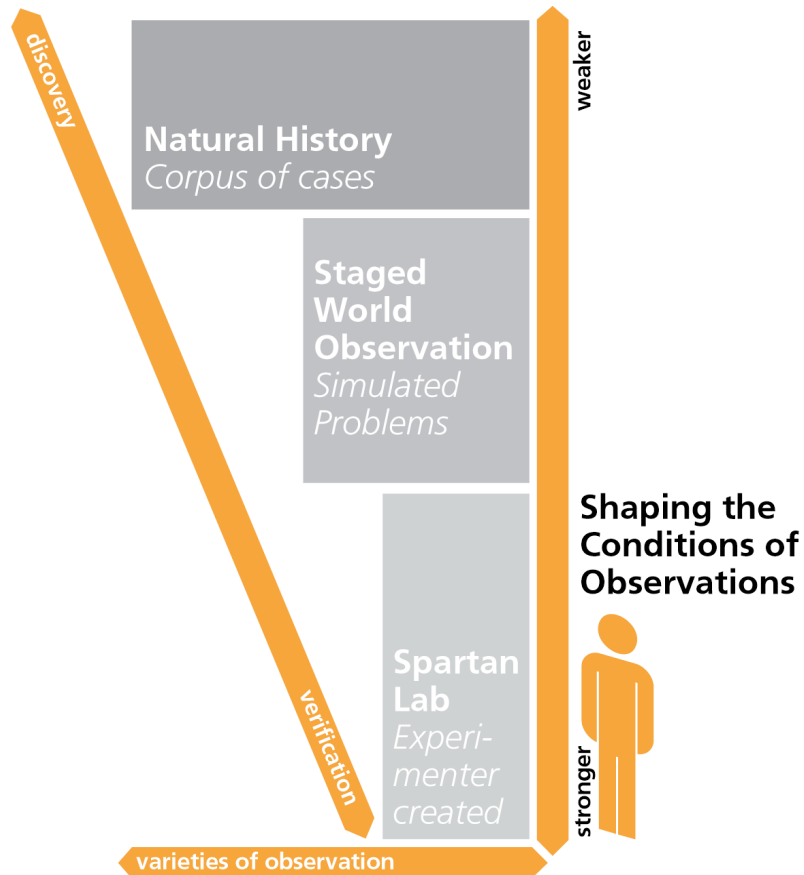 discovery
weaker
Natural History
Corpus of cases
Staged
World
Observation
Simulated
Problems
Shaping the
Conditions of
Observations
Spartan
Lab
Experi-
menter
created
verification
stronger
varieties of observation